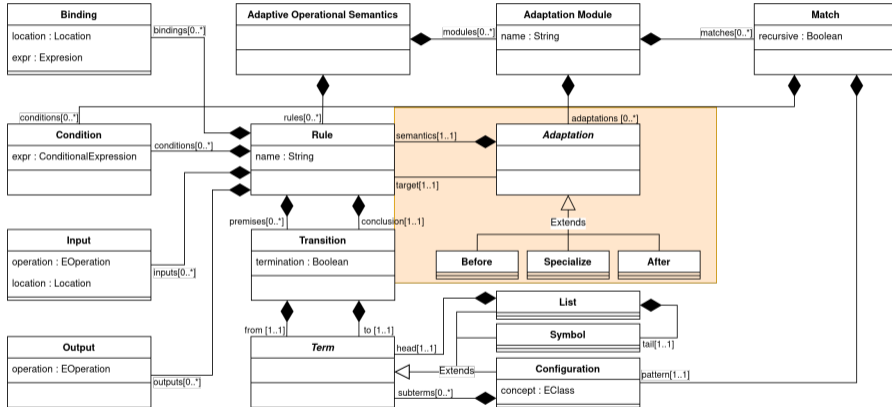 Binding
location : Location
expr : Expresion
bindings[0..*]
Adaptive Operational Semantics
modules[0..*]
Adaptation Module
name : String
matches[0..*]
Match
recursive : Boolean
conditions[0..*]
rules[0..*]
adaptations [0..*]
Condition
expr : ConditionalExpression
conditions[0..*]
Rule
name : String
semantics[1..1]
target[1..1]
Adaptation
premises[0..*]
conclusion[1..1]
Extends
Input
operation : EOperation
location : Location
inputs[0..*]
Transition
termination : Boolean
Before
Specialize
After
from [1..1]
to [1..1]
List
Symbol
tail[1..1]
Output
operation : EOperation
outputs[0..*]
Term
head[1..1]
Extends
subterms[0..*]
Configuration
concept : EClass
pattern[1..1]